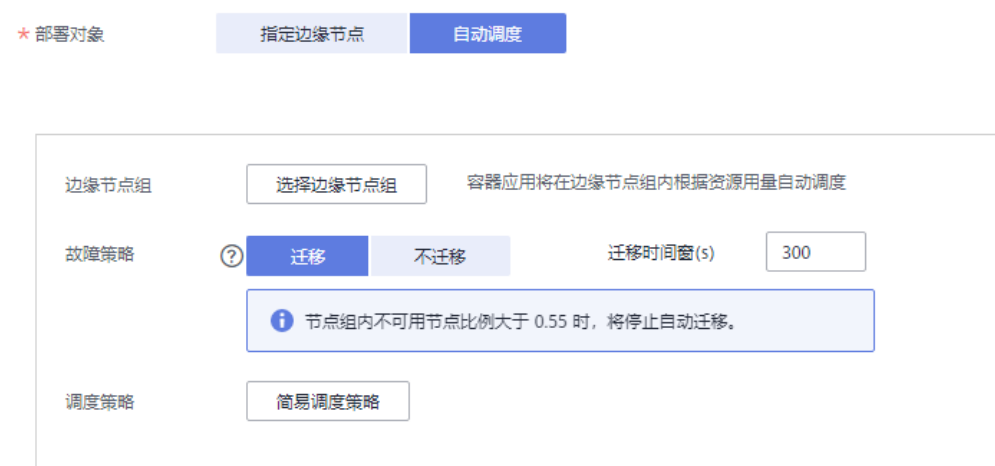 * 部署对象 指定边缘节点 自动调度
边缘节点组 选择边缘节点组 容器应用将在边缘节点组内根据资源用量自动调度
故障策略 ? 迁移 不迁移 迁移时间窗(s) 300
节点组内不可用节点比例大于 0.55 时，将停止自动迁移。
调度策略 简易调度策略